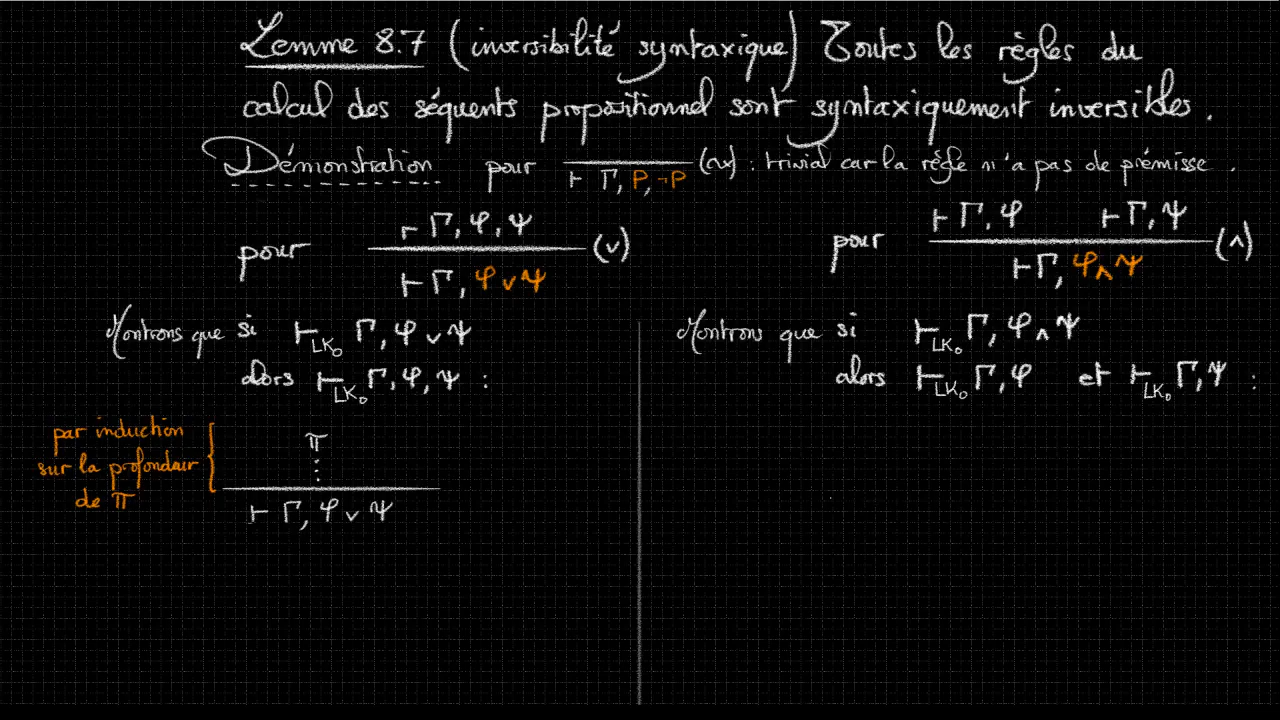 Lemme 8.7 (inversibilité syntaxique) Toutes les règles du
calcul des séquents propositionnel sont syntaxiquement inversibles.
Démonstration pour ⊢ Γ, P, ¬P (ax) : trivial car la règle n'a pas de prémisse.
pour ⊢ Γ, φ, ψ
(∨)
⊢ Γ, φ ∨ ψ
pour ⊢ Γ, φ ⊢ Γ, ψ
(∧)
⊢ Γ, φ ∧ ψ
Montrons que si ⊢LK₀ Γ, φ ∨ ψ
alors ⊢LK₀ Γ, φ, ψ :
par induction
sur la profondeur
de π
π
⋮
⊢ Γ, φ ∨ ψ
Montrons que si ⊢LK₀ Γ, φ ∧ ψ
alors ⊢LK₀ Γ, φ et ⊢LK₀ Γ, ψ :